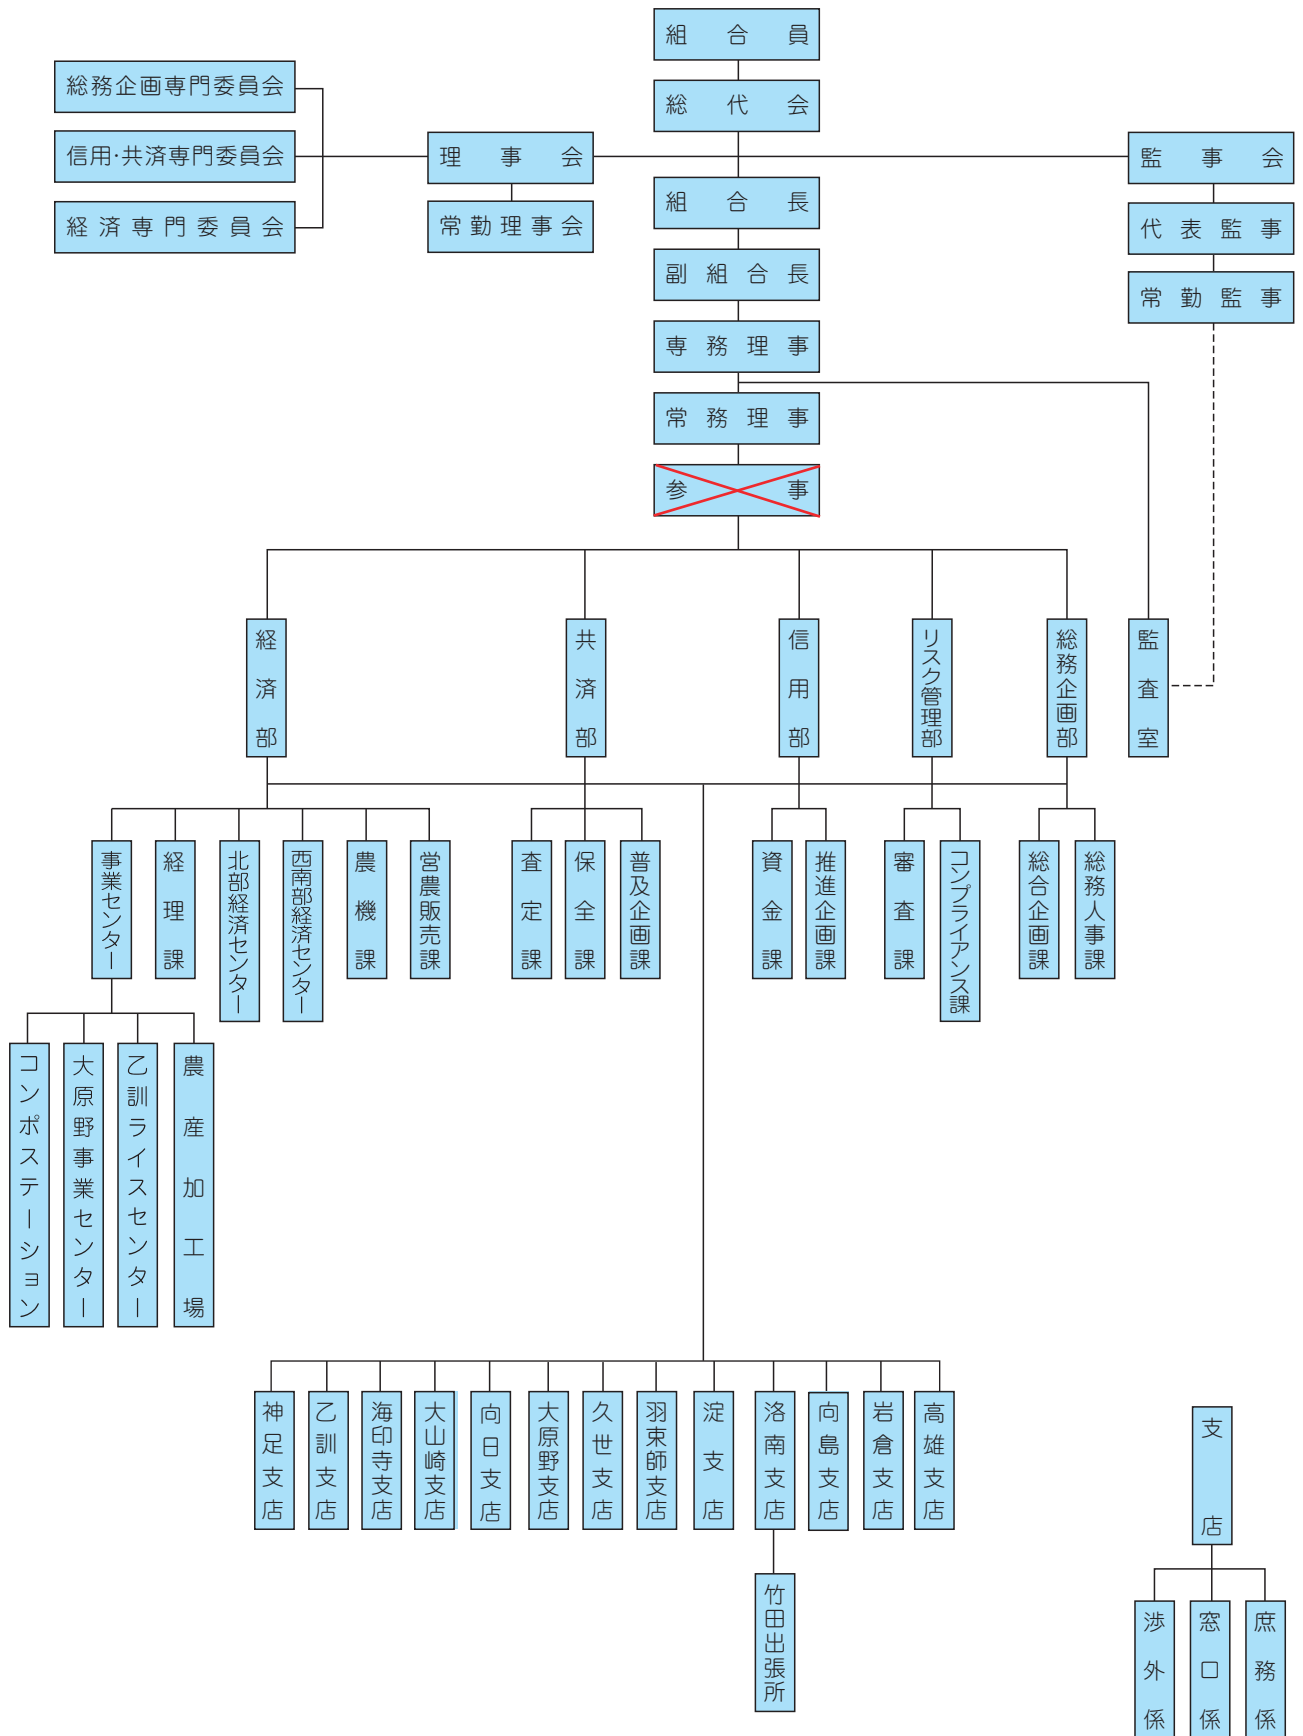 組合員
総代会
総務企画専門委員会
信用・共済専門委員会
経済専門委員会
理事会
常勤理事会
監事会
代表監事
常勤監事
組合長
副組合長
専務理事
常務理事
参事
経済部
共済部
信用部
リスク管理部
総務企画部
監査室
事業センター
経理課
北部経済センター
西南部経済センター
農機課
営農販売課
査定課
保全課
普及企画課
資金課
推進企画課
審査課
コンプライアンス課
総合企画課
総務人事課
コンポステーション
大原野事業センター
乙訓ライスセンター
農産加工場
神足支店
乙訓支店
海印寺支店
大山崎支店
向日支店
大原野支店
久世支店
羽束師支店
淀支店
洛南支店
向島支店
岩倉支店
高雄支店
竹田出張所
支店
渉外係
窓口係
庶務係